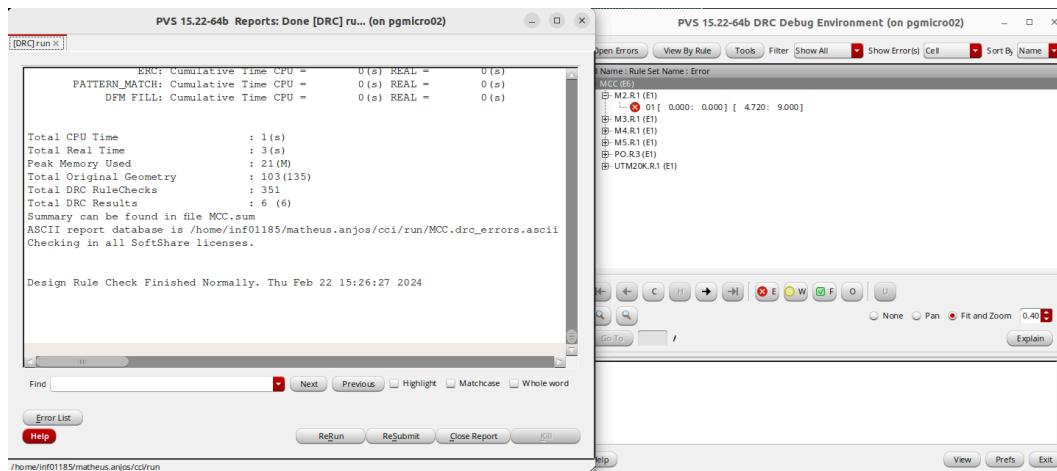 PVS 15.22-64b Reports: Done [DRC] ru... (on pgmicro02)
[DRC] run
ERC: Cumulative Time CPU = 0(s) REAL = 0(s)
PATTERN_MATCH: Cumulative Time CPU = 0(s) REAL = 0(s)
DFM FILL: Cumulative Time CPU = 0(s) REAL = 0(s)
Total CPU Time : 1(s)
Total Real Time : 3(s)
Peak Memory Used : 21(M)
Total Original Geometry : 103(135)
Total DRC RuleChecks : 351
Total DRC Results : 6 (6)
Summary can be found in file MCC.sum
ASCII report database is /home/inf01185/matheus.anjos/cci/run/MCC.drc_errors.ascii
Checking in all SoftShare licenses.
Design Rule Check Finished Normally. Thu Feb 22 15:26:27 2024
Find Next Previous Highlight Matchcase Whole word
Error List
Help ReRun ReSubmit Close Report Kill
/home/inf01185/matheus.anjos/cci/run
PVS 15.22-64b DRC Debug Environment (on pgmicro02)
Open Errors View By Rule Tools Filter Show All Show Error(s) Cell Sort By Name
Name : Rule Set Name : Error
MCC (E6)
M2.R.1 (E1)
01 [ 0.000: 0.000] [ 4.720: 9.000]
M3.R.1 (E1)
M4.R.1 (E1)
M5.R.1 (E1)
PO.R.3 (E1)
UTM20K.R.1 (E1)
C H E W F O U
None Pan Fit and Zoom 0.40
Go To / Explain
elp View Prefs Exit